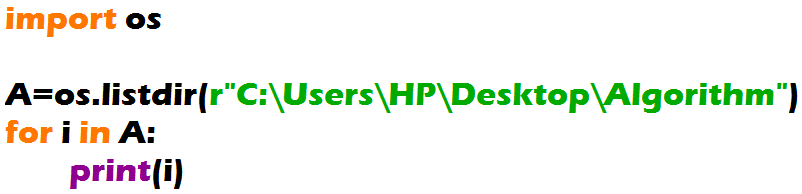 import os
A=os.listdir(r"C:\Users\HP\Desktop\Algorithm")
for i in A:
print(i)